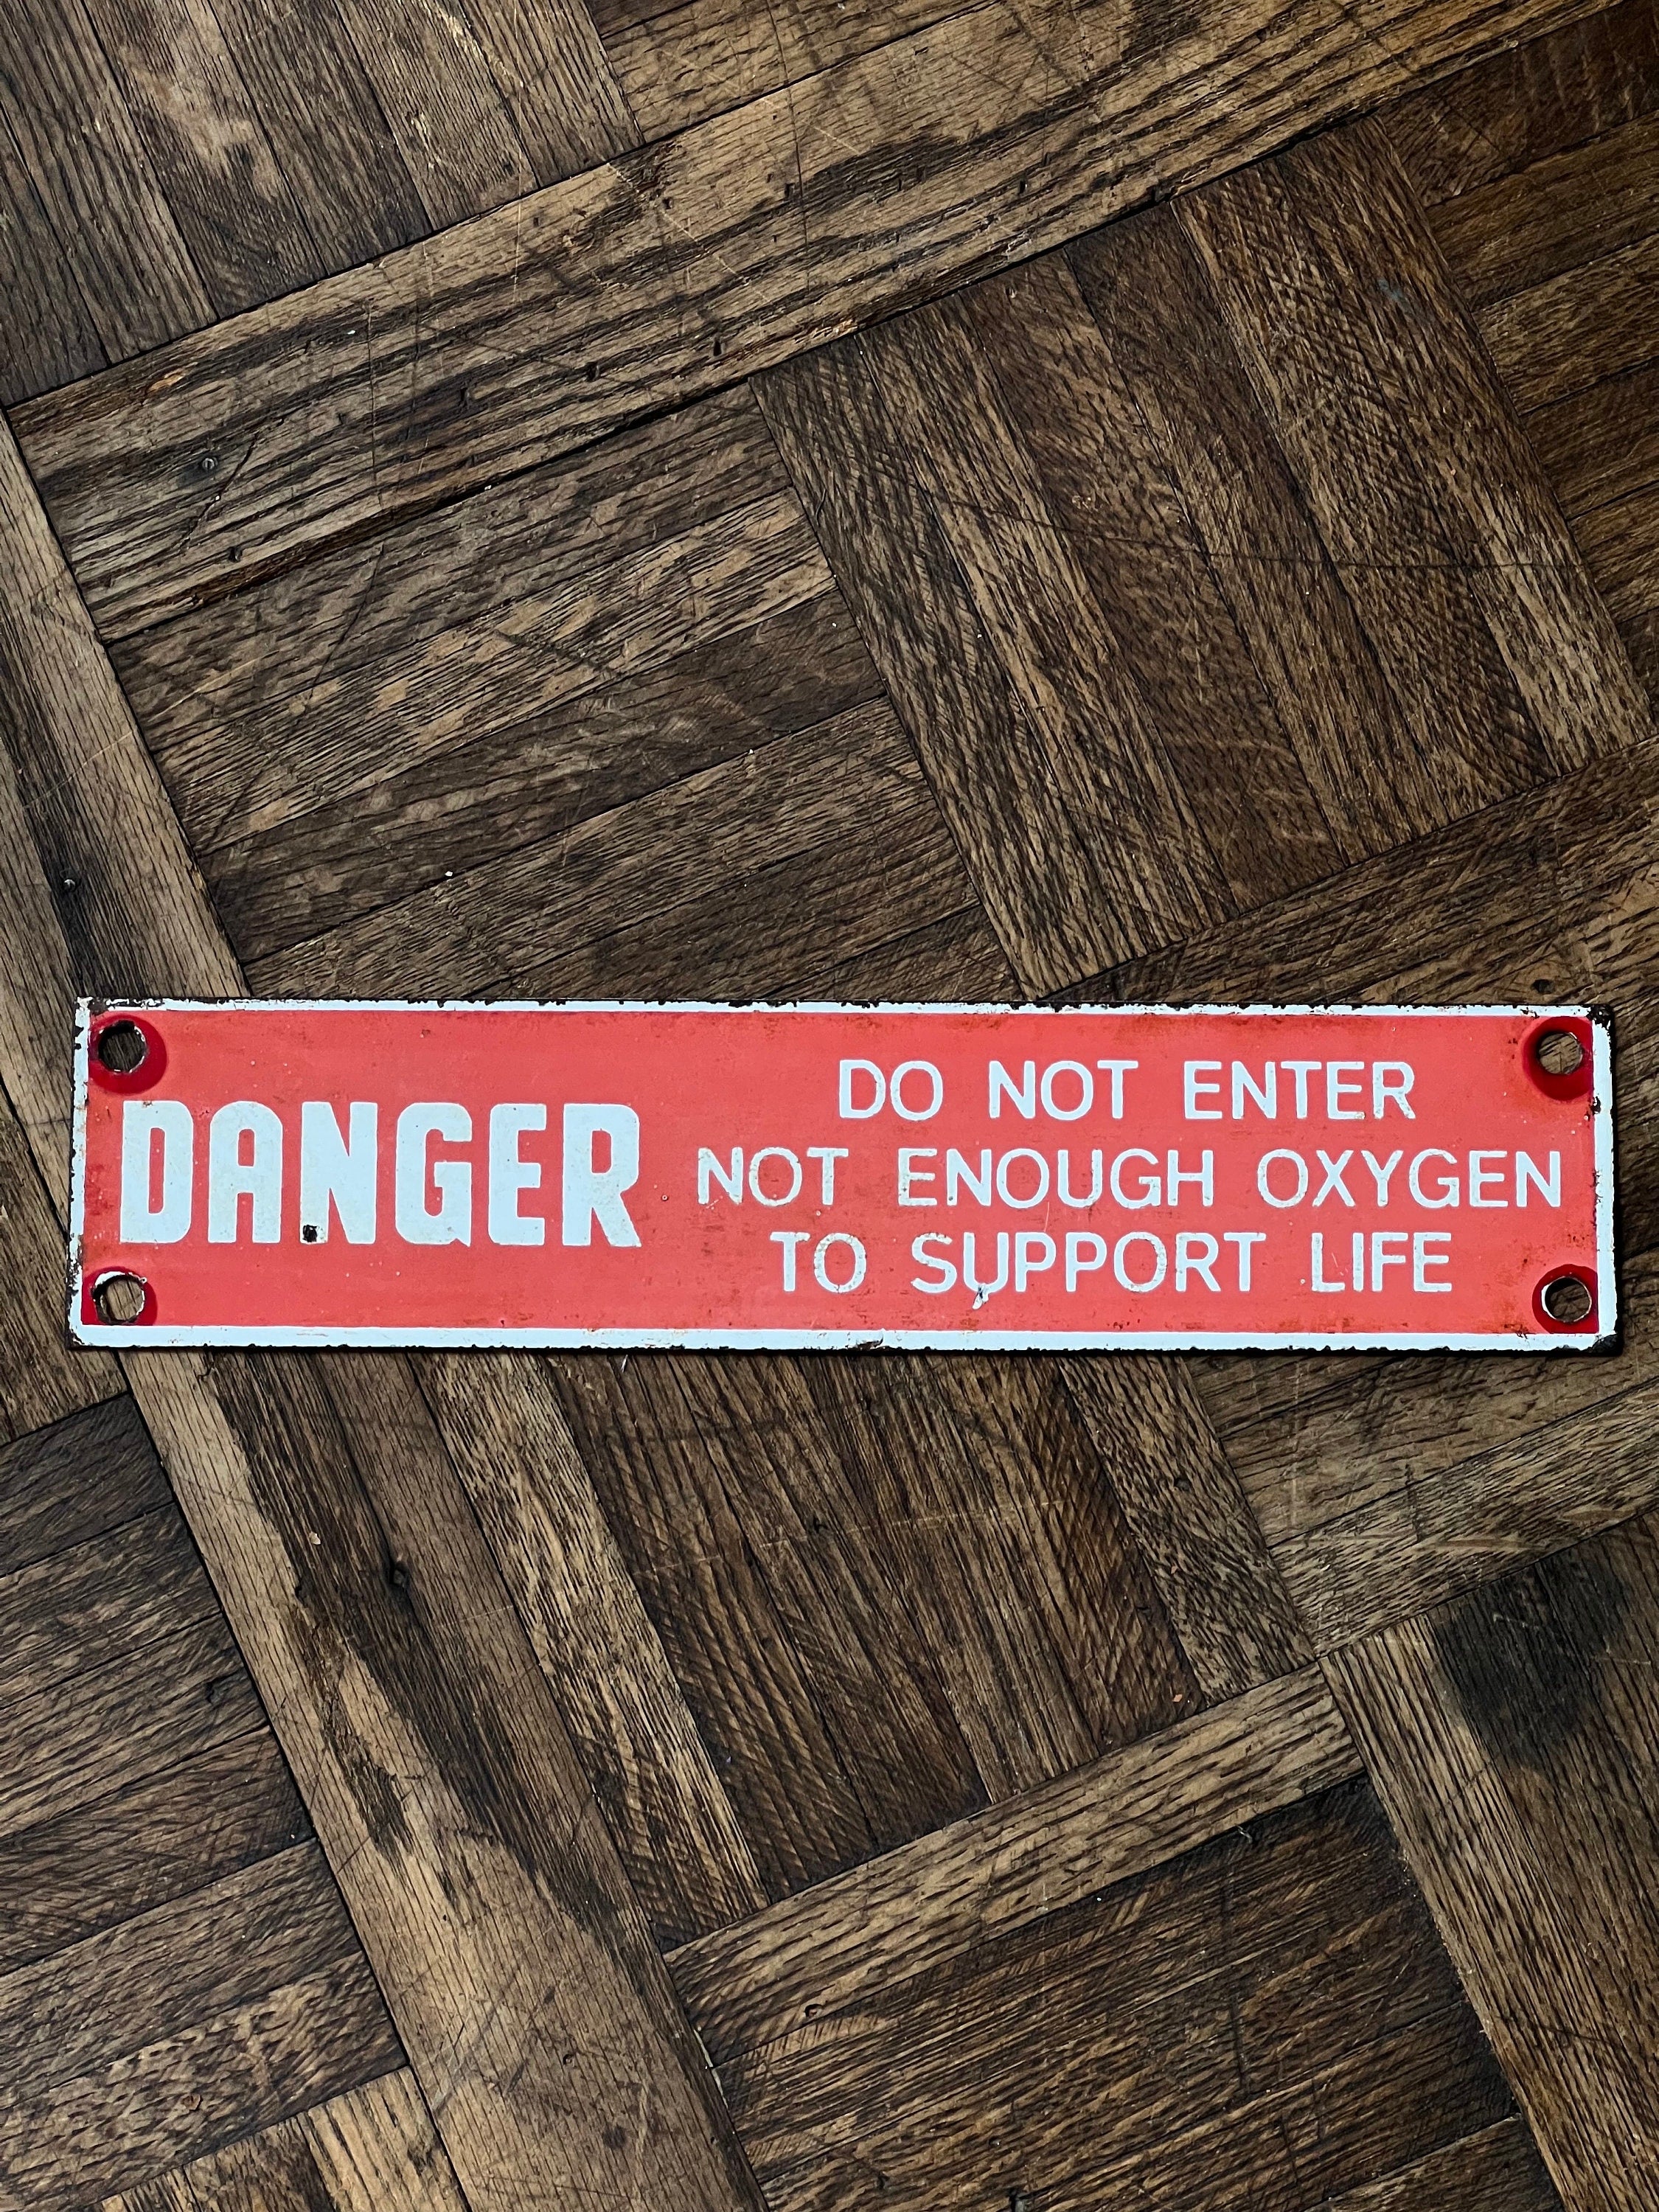 DANGER
DO NOT ENTER
NOT ENOUGH OXYGEN
TO SUPPORT LIFE